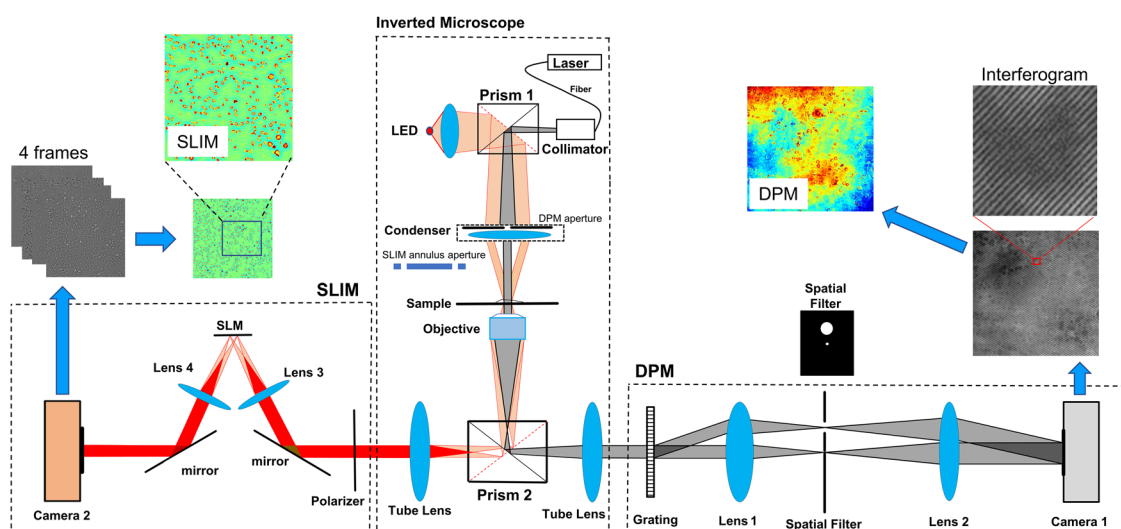 Inverted Microscope
Laser
Fiber
Prism 1
LED
Collimator
SLIM
4 frames
Interferogram
DPM
DPM aperture
Condenser
SLIM annulus aperture
SLIM
Sample
Spatial
Filter
Objective
SLM
Lens 4
Lens 3
DPM
mirror
mirror
Polarizer
Camera 2
Tube Lens
Prism 2
Tube Lens
Grating
Lens 1
Spatial Filter
Lens 2
Camera 1